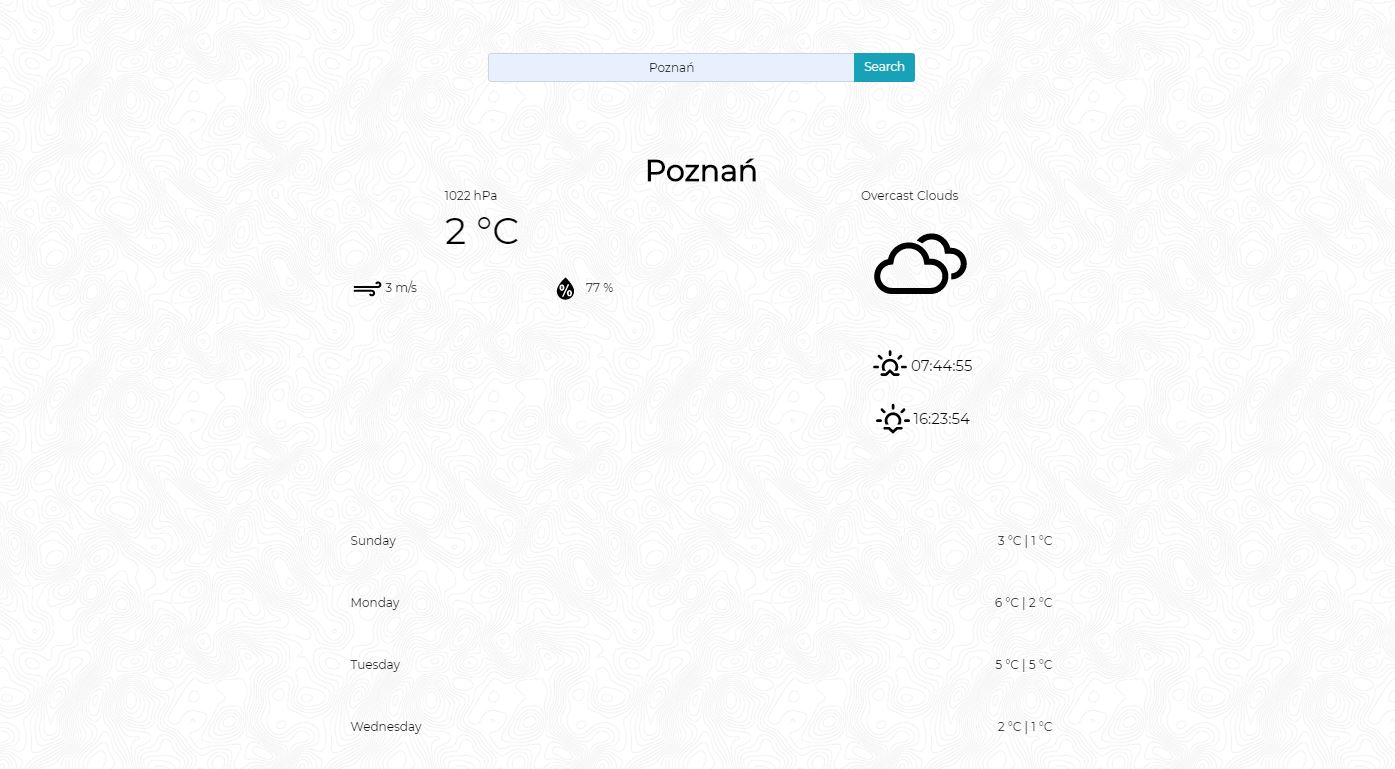 Poznań
Search
Poznań
1022 hPa
Overcast Clouds
2 °C
3 m/s
% 77 %
07:44:55
16:23:54
Sunday 3 °C | 1 °C
Monday 6 °C | 2 °C
Tuesday 5 °C | 5 °C
Wednesday 2 °C | 1 °C